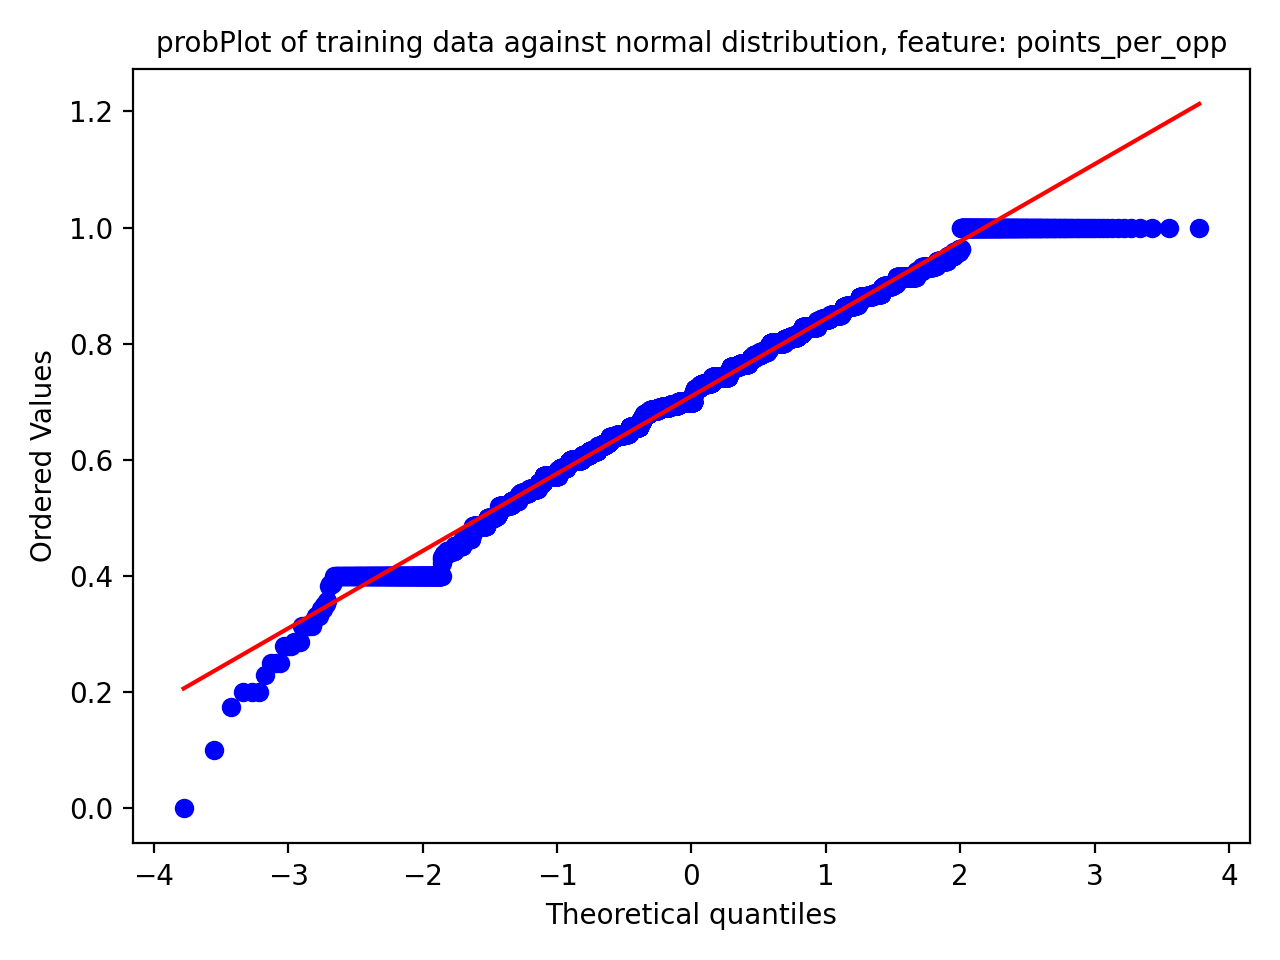 probPlot of training data against normal distribution, feature: points_per_opp
1.2
1.0
0.8
0.6
0.4
0.2
0.0
Ordered Values
−4 −3 −2 −1 0 1 2 3 4
Theoretical quantiles